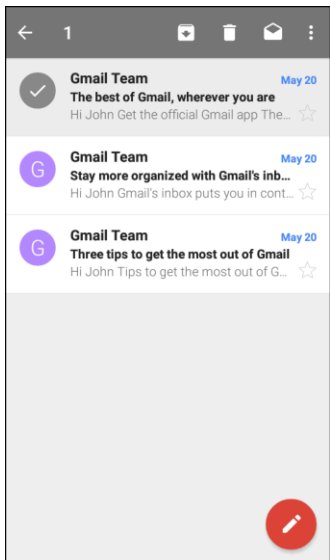 1
Gmail Team
May 20
The best of Gmail, wherever you are
Hi John Get the official Gmail app The…
G
Gmail Team
May 20
Stay more organized with Gmail's inb…
Hi John Gmail's inbox puts you in cont…
G
Gmail Team
May 20
Three tips to get the most out of Gmail
Hi John Tips to get the most out of G…